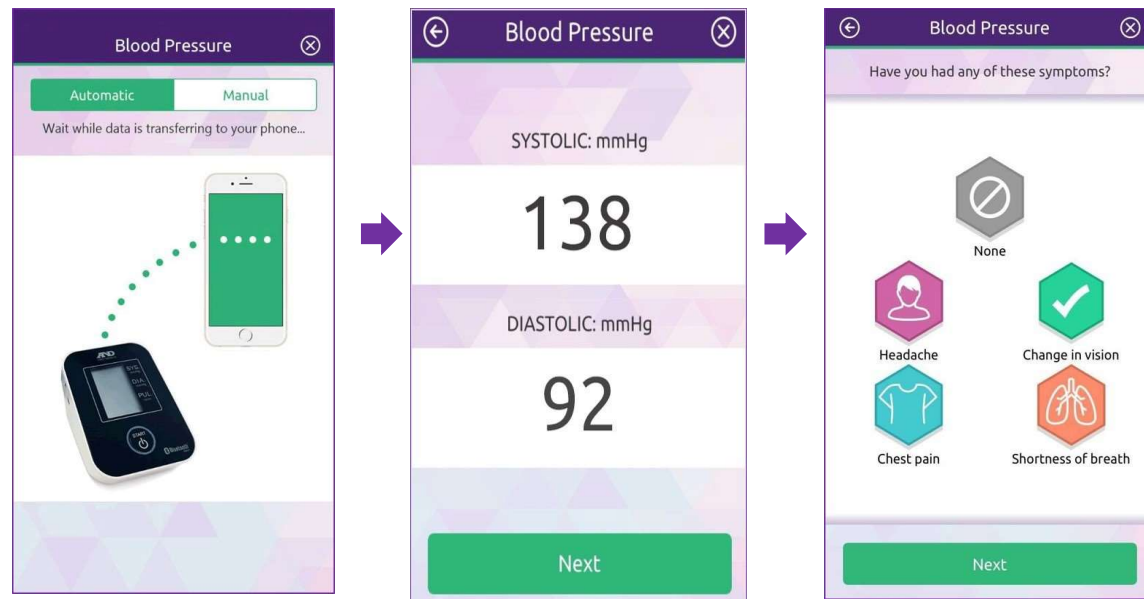 Blood Pressure
Automatic
Manual
Wait while data is transferring to your phone...
AND
SYS.
DIA.
PUL.
START
Bluetooth
Blood Pressure
SYSTOLIC: mmHg
138
DIASTOLIC: mmHg
92
Next
Blood Pressure
Have you had any of these symptoms?
None
Headache
Change in vision
Chest pain
Shortness of breath
Next